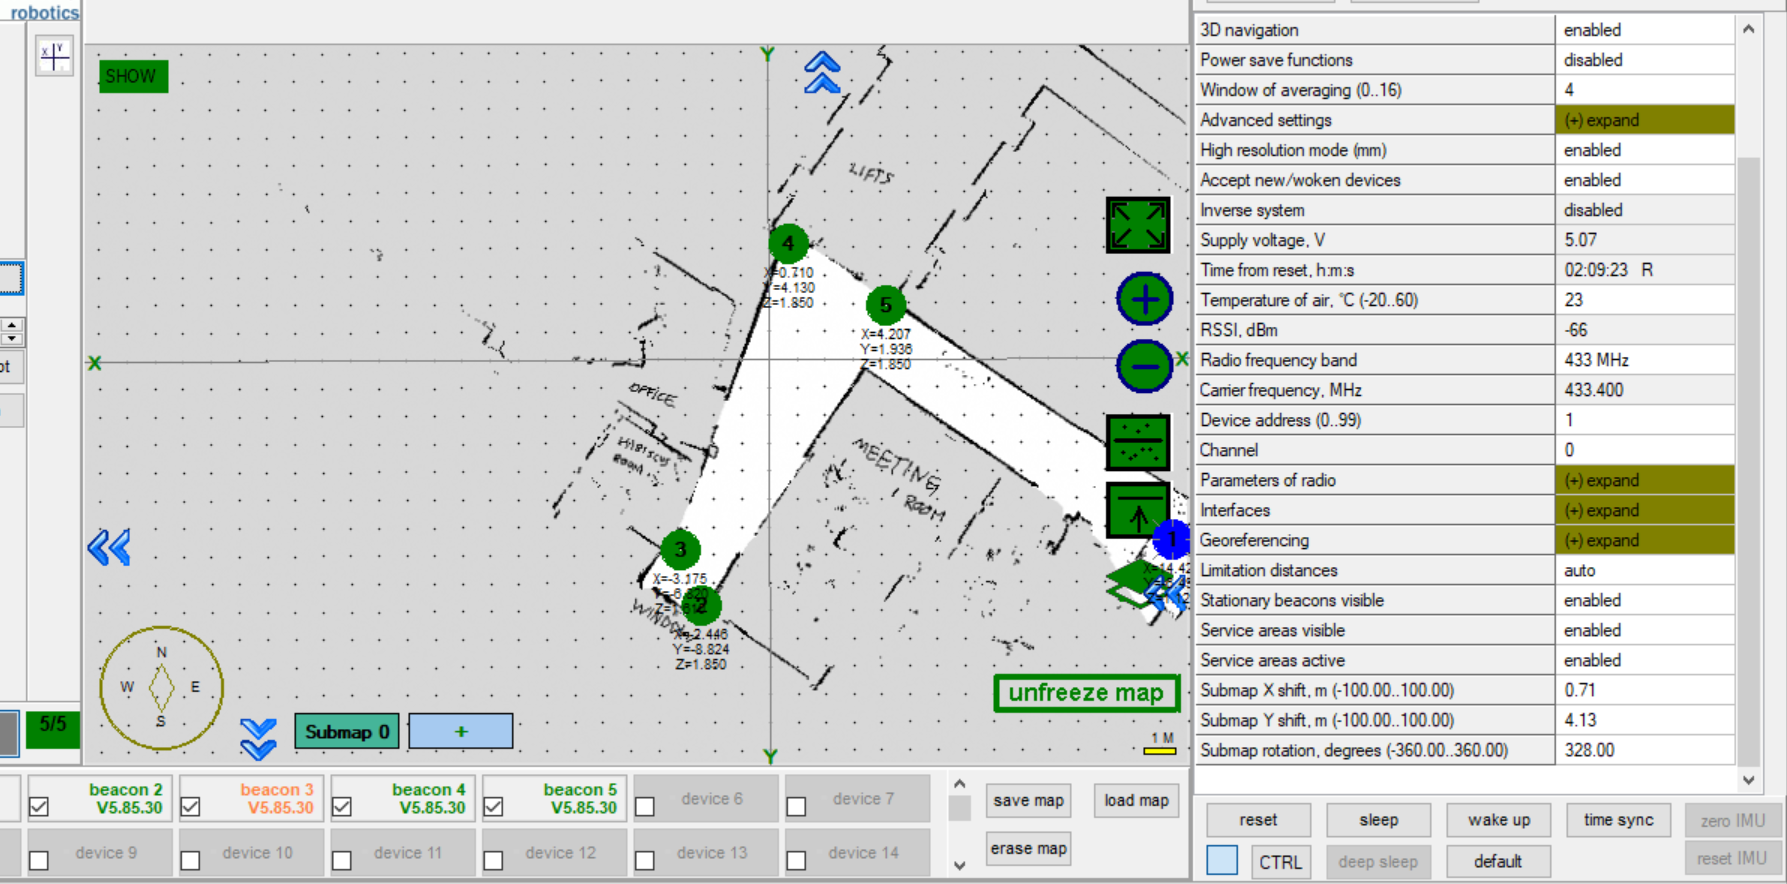 robotics
SHOW
Y
X
X
Y
LIFTS
4
X=0.710
Y=4.130
Z=1.850
5
X=4.207
Y=1.936
Z=1.850
OFFICE
HIBISCUS
ROOM
MEETING
ROOM
3
X=-3.175
2
WINDOW
X=-2.446
Y=-8.824
Z=1.850
1
N
W E
S
unfreeze map
1 M
5/5
Submap 0
+
beacon 2
V5.85.30
beacon 3
V5.85.30
beacon 4
V5.85.30
beacon 5
V5.85.30
device 6
device 7
device 9
device 10
device 11
device 12
device 13
device 14
save map
load map
erase map
3D navigation enabled
Power save functions disabled
Window of averaging (0..16) 4
Advanced settings (+) expand
High resolution mode (mm) enabled
Accept new/woken devices enabled
Inverse system disabled
Supply voltage, V 5.07
Time from reset, h:m:s 02:09:23 R
Temperature of air, °C (-20..60) 23
RSSI, dBm -66
Radio frequency band 433 MHz
Carrier frequency, MHz 433.400
Device address (0..99) 1
Channel 0
Parameters of radio (+) expand
Interfaces (+) expand
Georeferencing (+) expand
Limitation distances auto
Stationary beacons visible enabled
Service areas visible enabled
Service areas active enabled
Submap X shift, m (-100.00..100.00) 0.71
Submap Y shift, m (-100.00..100.00) 4.13
Submap rotation, degrees (-360.00..360.00) 328.00
reset
sleep
wake up
time sync
zero IMU
CTRL
deep sleep
default
reset IMU